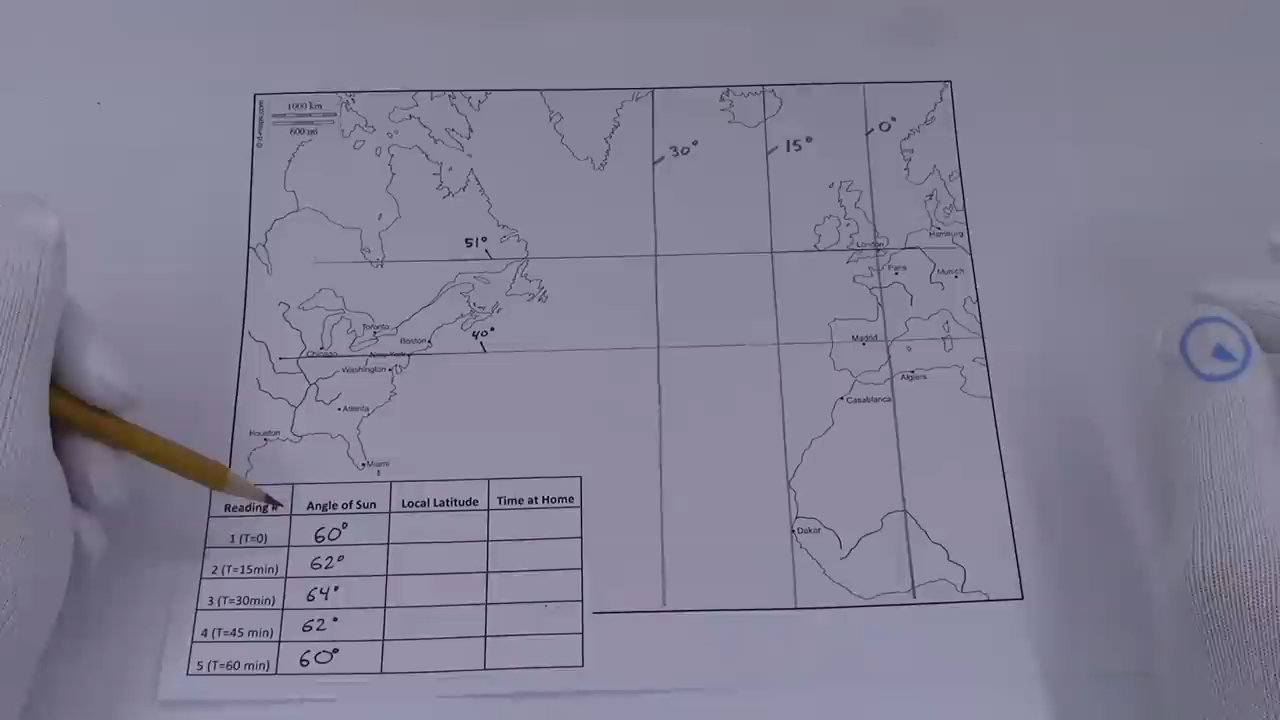 © d-maps.com
1000 km
600 mi
30°
15°
0°
51°
40°
Toronto
Boston
Chicago
New York
Washington
Atlanta
Houston
Miami
London
Hamburg
Paris
Munich
Madrid
Algiers
Casablanca
Dakar
Reading # Angle of Sun Local Latitude Time at Home
1 (T=0) 60°
2 (T=15min) 62°
3 (T=30min) 64°
4 (T=45 min) 62°
5 (T=60 min) 60°